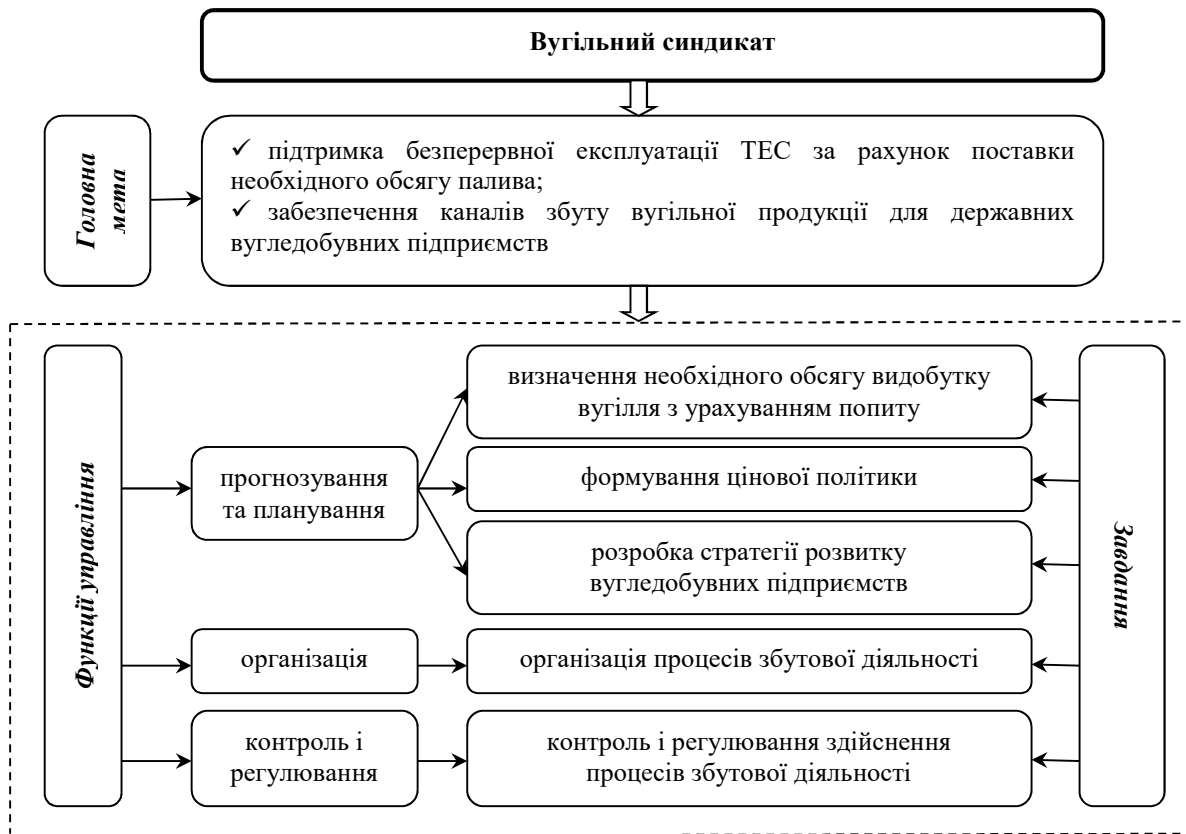 Вугільний синдикат
Головна
мета
✓ підтримка безперервної експлуатації ТЕС за рахунок поставки
необхідного обсягу палива;
✓ забезпечення каналів збуту вугільної продукції для державних
вугледобувних підприємств
Функції управління
прогнозування
та планування
визначення необхідного обсягу видобутку
вугілля з урахуванням попиту
формування цінової політики
розробка стратегії розвитку
вугледобувних підприємств
організація
організація процесів збутової діяльності
контроль і
регулювання
контроль і регулювання здійснення
процесів збутової діяльності
Завдання